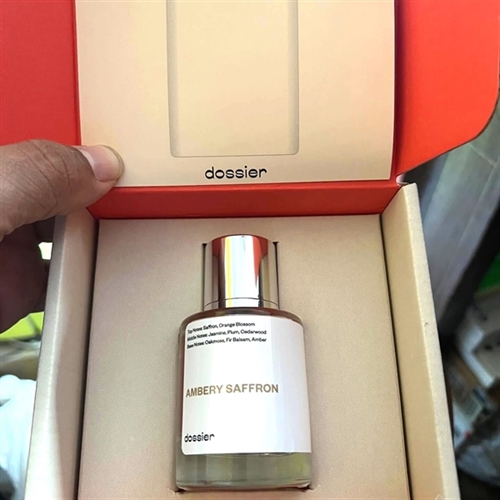 dossier
Top Notes: Saffron, Orange Blossom
Middle Notes: Jasmine, Plum, Cedarwood
Base Notes: Oakmoss, Fir Balsam, Amber
AMBERY SAFFRON
dossier